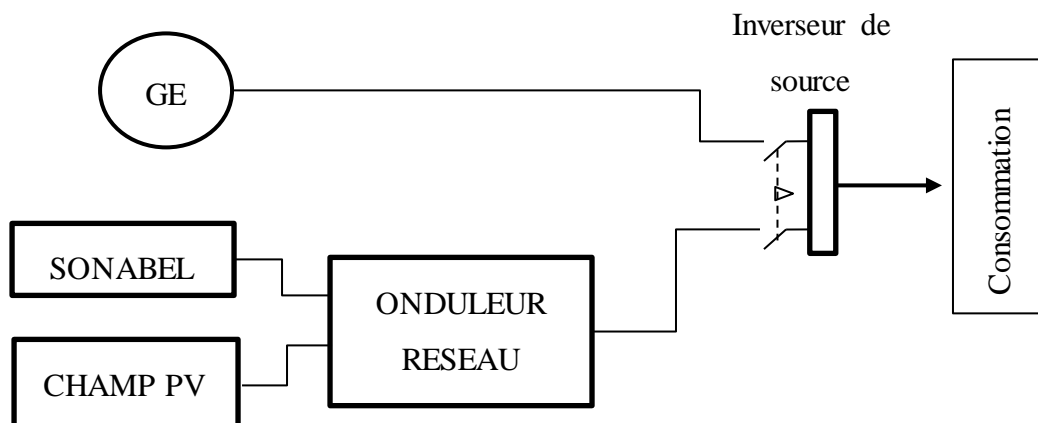 Inverseur de
source
GE
SONABEL
CHAMP PV
ONDULEUR
RESEAU
Consommation